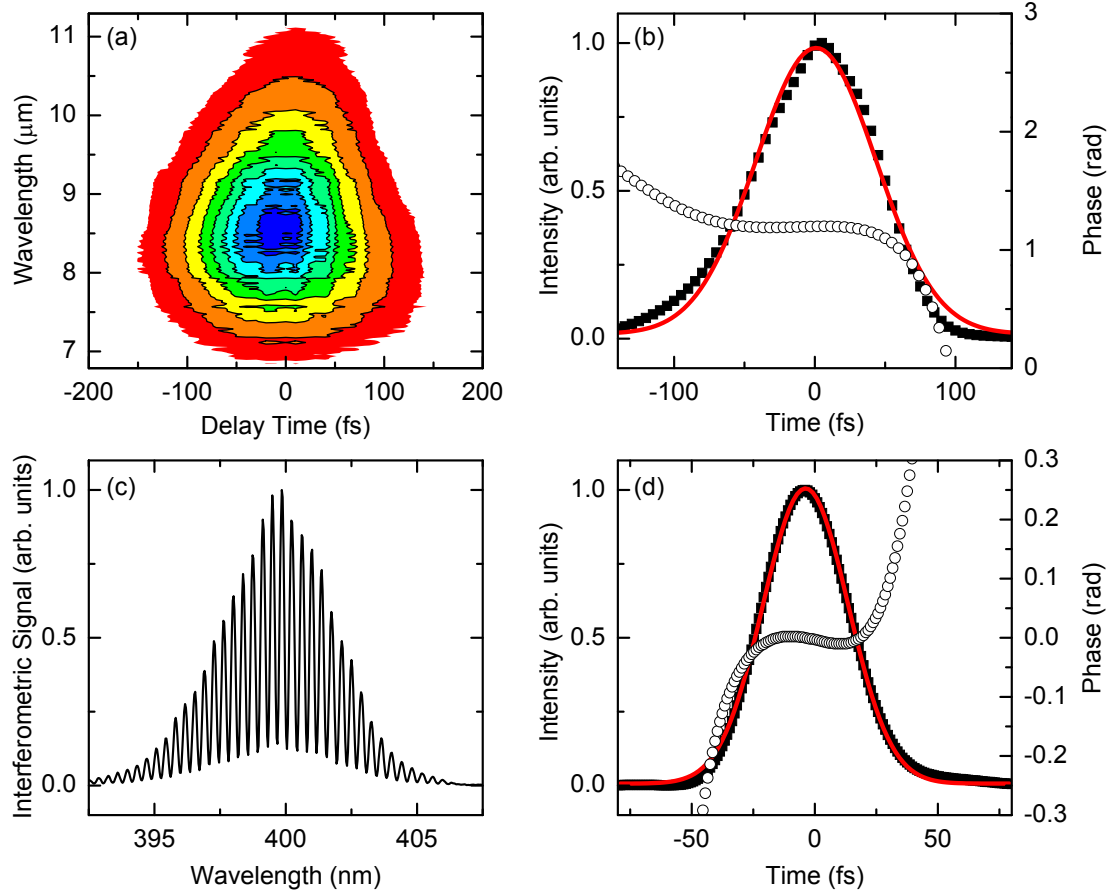 (a)
Wavelength (μm)
11
10
9
8
7
-200 -100 0 100 200
Delay Time (fs)
(b)
Intensity (arb. units)
1.0
0.5
0.0
3
2
1
0
Phase (rad)
-100 0 100
Time (fs)
(c)
Interferometric Signal (arb. units)
1.0
0.5
0.0
395 400 405
Wavelength (nm)
(d)
Intensity (arb. units)
1.0
0.5
0.0
0.3
0.2
0.1
0.0
-0.1
-0.2
-0.3
Phase (rad)
-50 0 50
Time (fs)